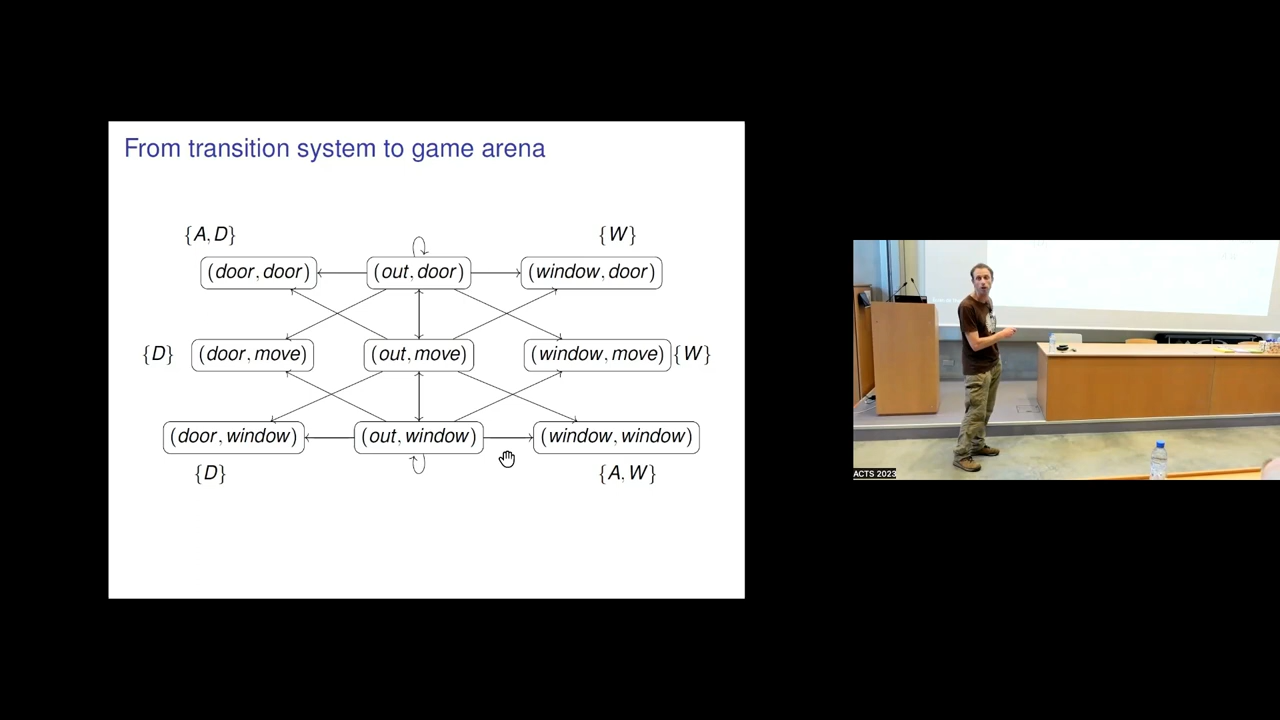 From transition system to game arena
{A, D}
{W}
(door, door)
(out, door)
(window, door)
{D}
(door, move)
(out, move)
(window, move)
{W}
(door, window)
(out, window)
(window, window)
{D}
{A, W}
ACTS 2023